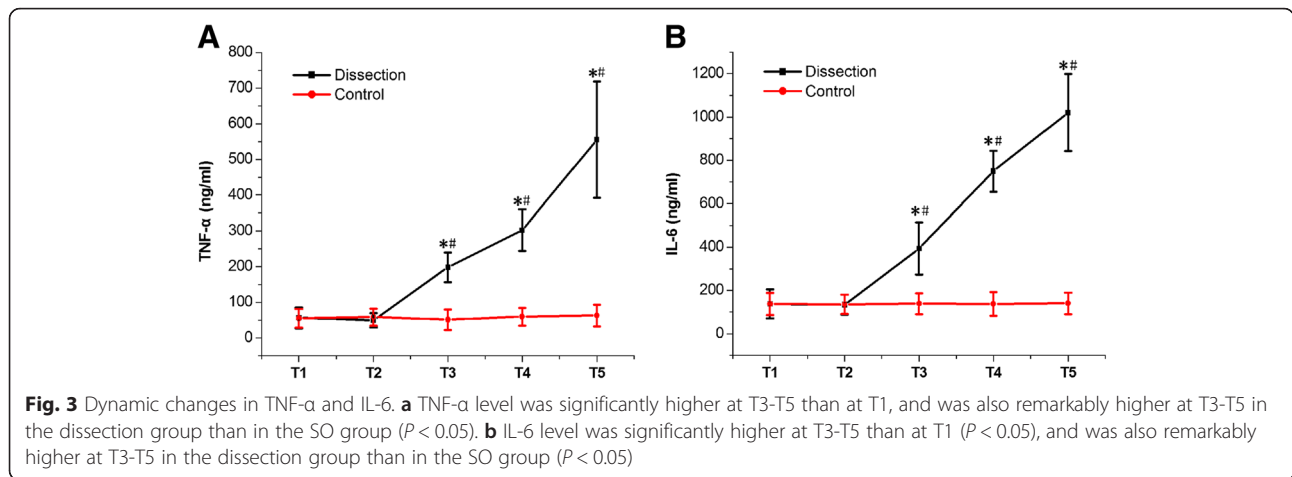 A
800
700
600
500
400
300
200
100
0
TNF-α (ng/ml)
Dissection
Control
*#
*#
*#
T1 T2 T3 T4 T5
B
1200
1000
800
600
400
200
0
IL-6 (ng/ml)
Dissection
Control
*#
*#
*#
T1 T2 T3 T4 T5
Fig. 3 Dynamic changes in TNF-α and IL-6. a TNF-α level was significantly higher at T3-T5 than at T1, and was also remarkably higher at T3-T5 in
the dissection group than in the SO group (P < 0.05). b IL-6 level was significantly higher at T3-T5 than at T1 (P < 0.05), and was also remarkably
higher at T3-T5 in the dissection group than in the SO group (P < 0.05)